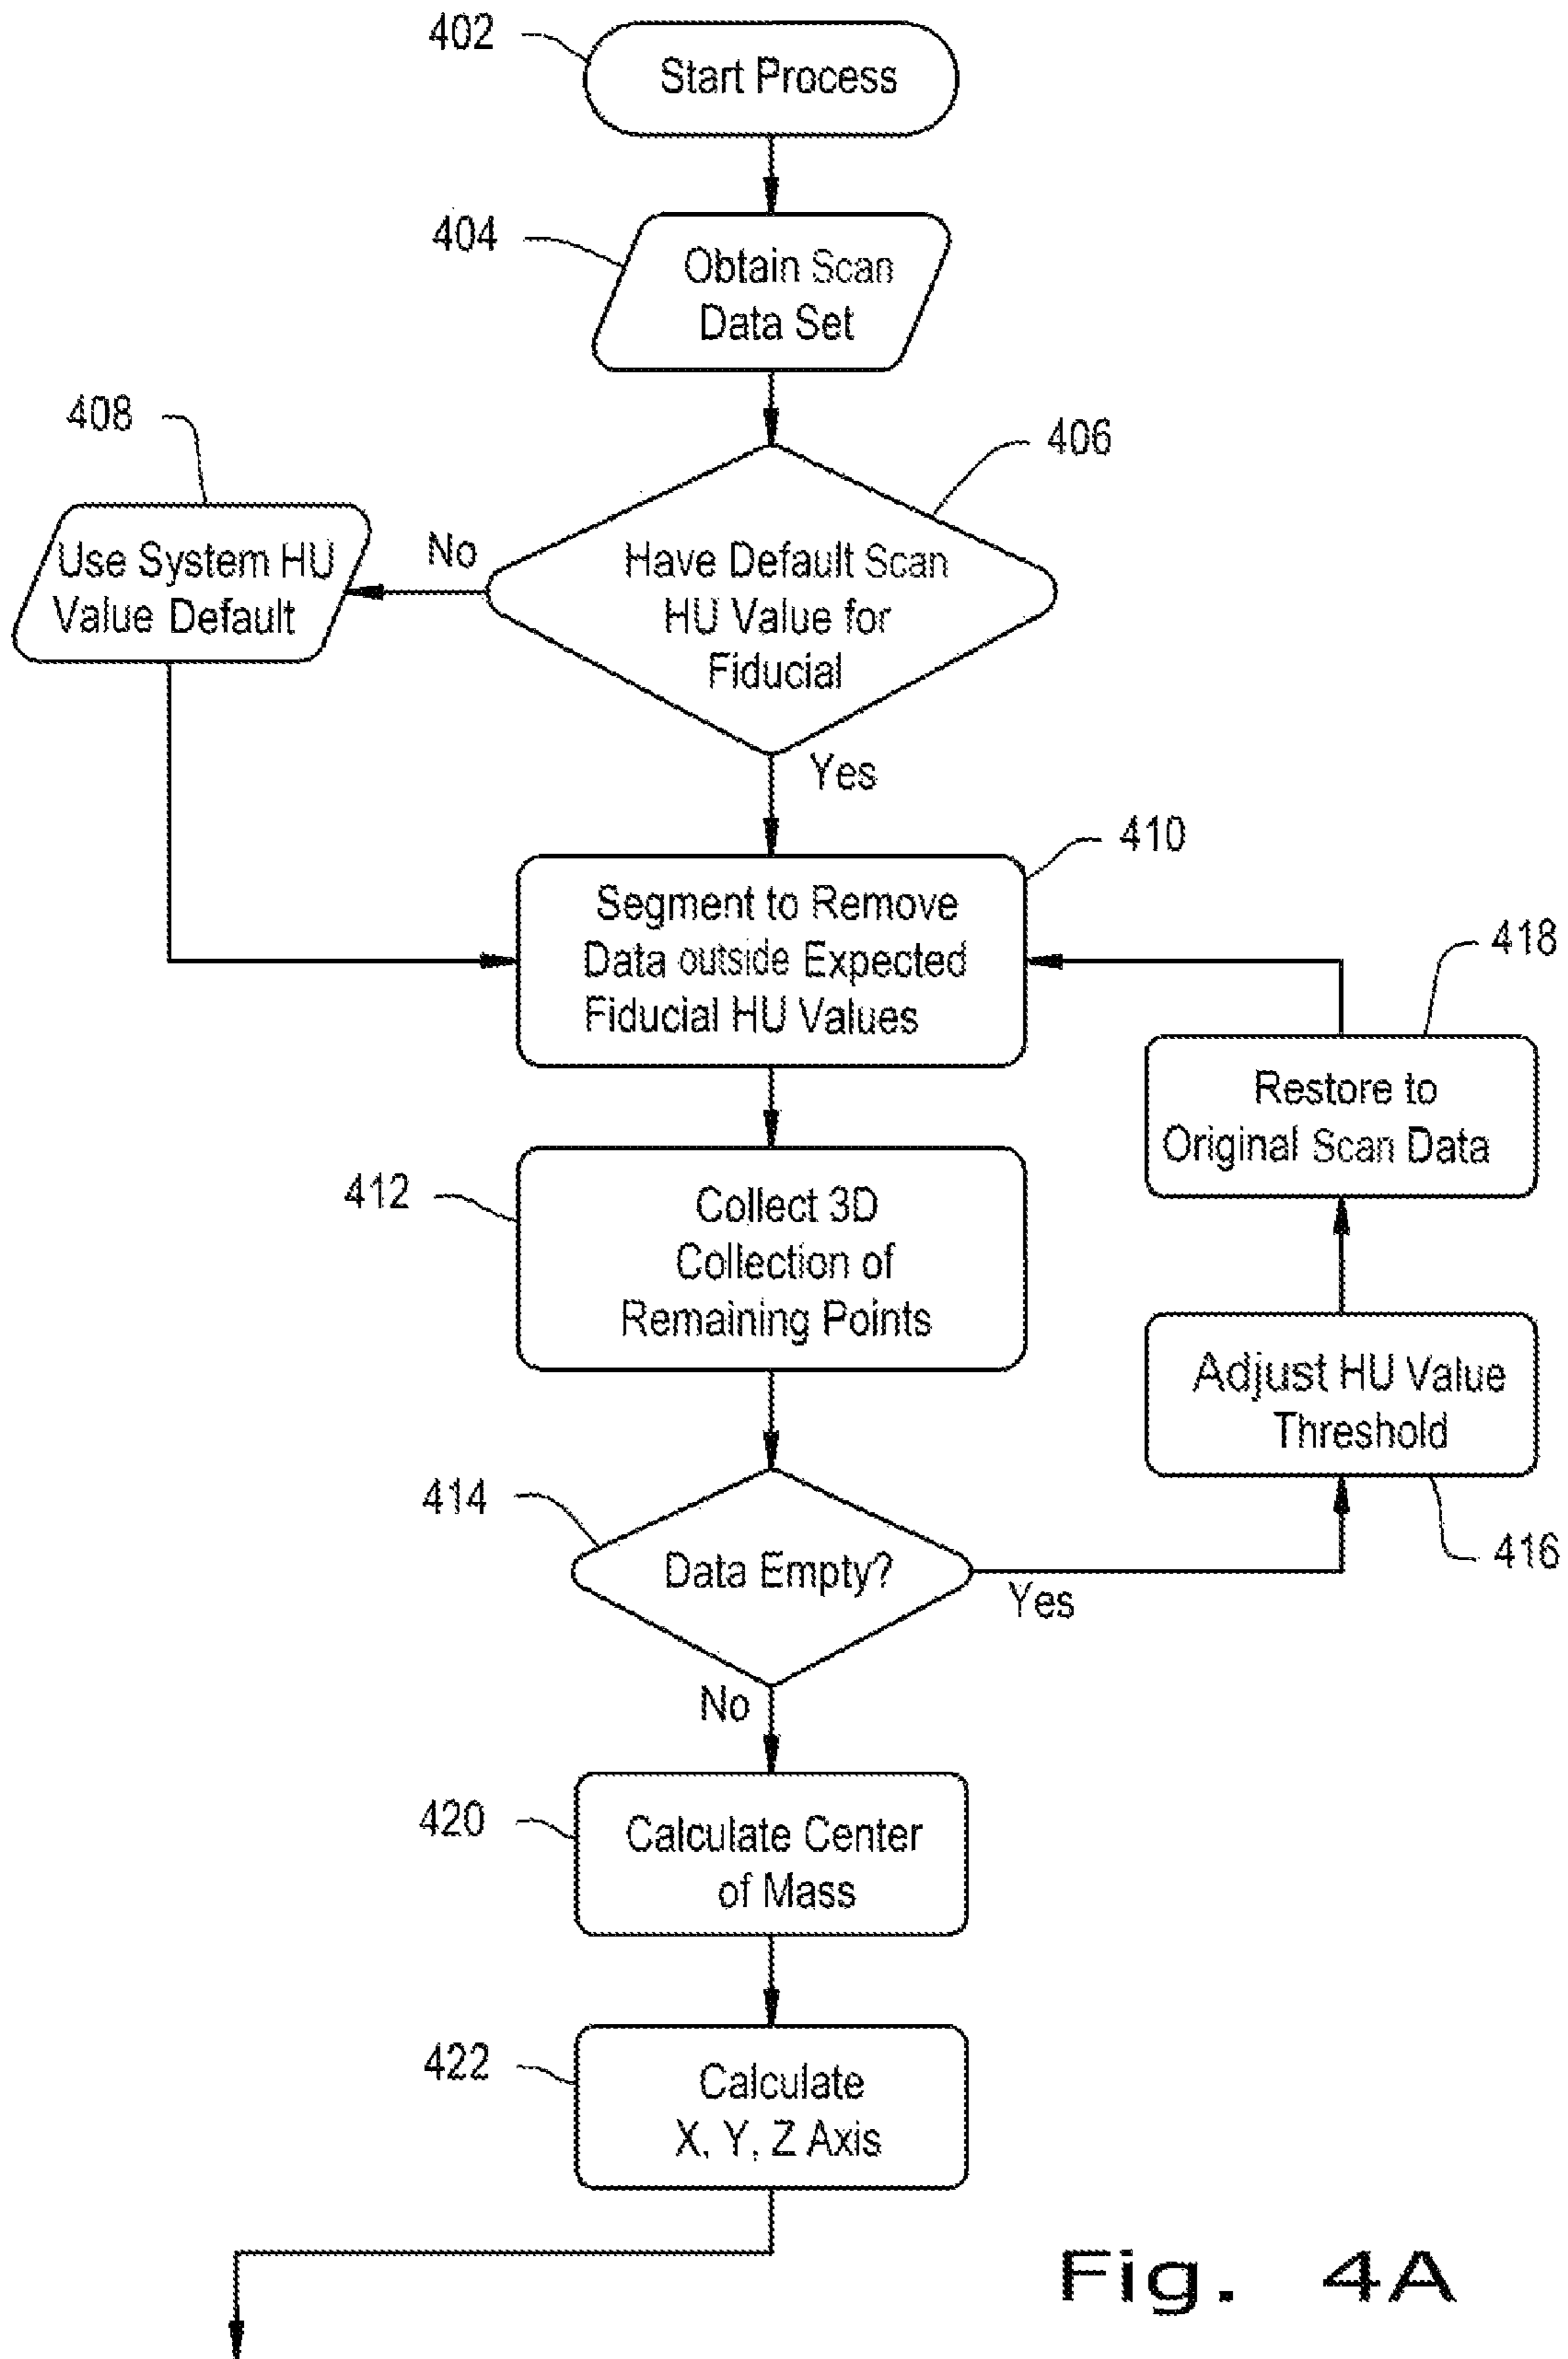 402
Start Process
404
Obtain Scan
Data Set
408
406
Use System HU
Value Default
No
Have Default Scan
HU Value for
Fiducial
Yes
410
Segment to Remove
Data outside Expected
Fiducial HU Values
418
Restore to
Original Scan Data
412
Collect 3D
Collection of
Remaining Points
Adjust HU Value
Threshold
416
414
Data Empty?
Yes
No
420
Calculate Center
of Mass
422
Calculate
X, Y, Z Axis
Fig. 4A